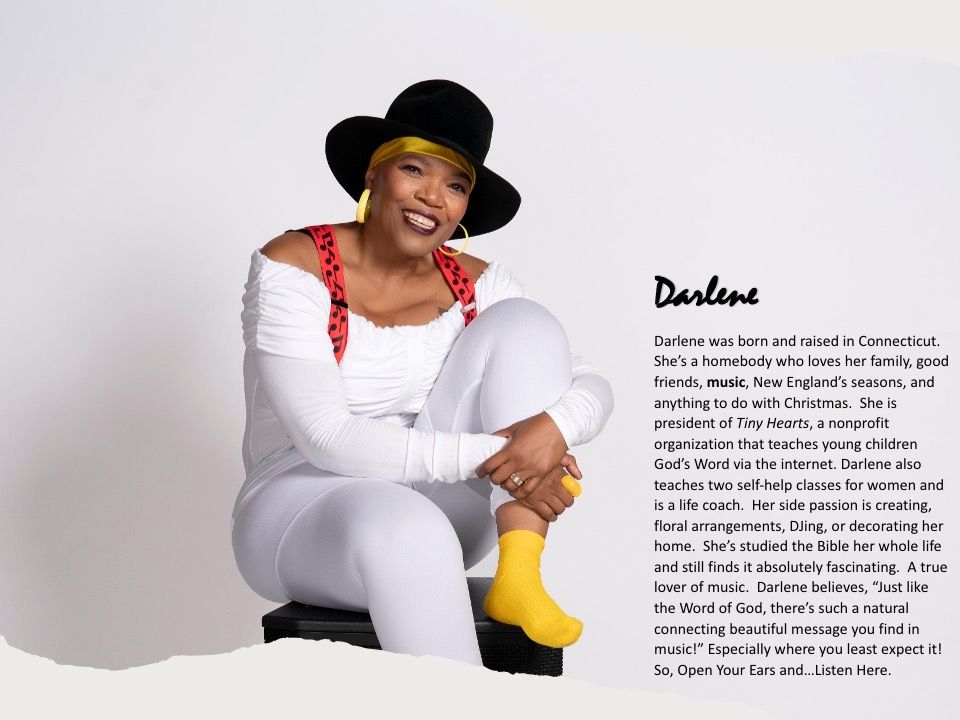 Darlene
Darlene was born and raised in Connecticut.
She’s a homebody who loves her family, good
friends, music, New England’s seasons, and
anything to do with Christmas.  She is
president of Tiny Hearts, a nonprofit
organization that teaches young children
God’s Word via the internet. Darlene also
teaches two self-help classes for women and
is a life coach.  Her side passion is creating,
floral arrangements, DJing, or decorating her
home.  She’s studied the Bible her whole life
and still finds it absolutely fascinating.  A true
lover of music.  Darlene believes, “Just like
the Word of God, there’s such a natural
connecting beautiful message you find in
music!” Especially where you least expect it!
So, Open Your Ears and…Listen Here.